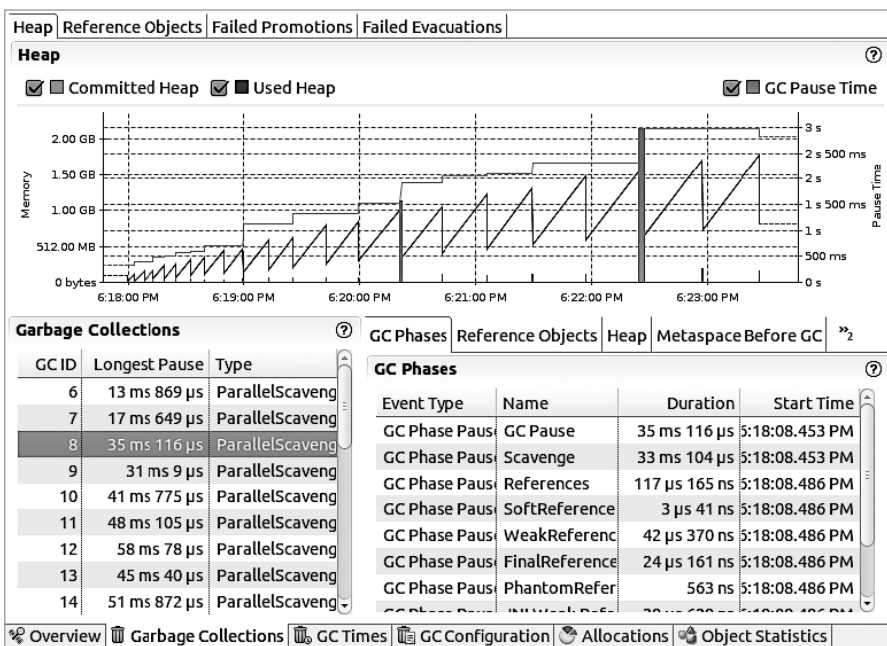 Heap Reference Objects Failed Promotions Failed Evacuations
Heap
Committed Heap Used Heap GC Pause Time
2.00 GB
1.50 GB
1.00 GB
512.00 MB
0 bytes
Memory
3 s
2 s 500 ms
2 s
1 s 500 ms
1 s
500 ms
0 s
Pause Time
6:18:00 PM 6:19:00 PM 6:20:00 PM 6:21:00 PM 6:22:00 PM 6:23:00 PM
Garbage Collections
GC ID Longest Pause Type
6 13 ms 869 µs ParallelScaveng
7 17 ms 649 µs ParallelScaveng
8 35 ms 116 µs ParallelScaveng
9 31 ms 9 µs ParallelScaveng
10 41 ms 775 µs ParallelScaveng
11 48 ms 105 µs ParallelScaveng
12 58 ms 78 µs ParallelScaveng
13 45 ms 40 µs ParallelScaveng
14 51 ms 872 µs ParallelScaveng
GC Phases Reference Objects Heap Metaspace Before GC »2
GC Phases
Event Type Name Duration Start Time
GC Phase Paus GC Pause 35 ms 116 µs 6:18:08.453 PM
GC Phase Paus Scavenge 33 ms 104 µs 6:18:08.453 PM
GC Phase Paus References 117 µs 165 ns 6:18:08.486 PM
GC Phase Paus SoftReference 3 µs 41 ns 6:18:08.486 PM
GC Phase Paus WeakReferenc 42 µs 370 ns 6:18:08.486 PM
GC Phase Paus FinalReference 24 µs 161 ns 6:18:08.486 PM
GC Phase Paus PhantomRefer 563 ns 6:18:08.486 PM
Overview Garbage Collections GC Times GC Configuration Allocations Object Statistics